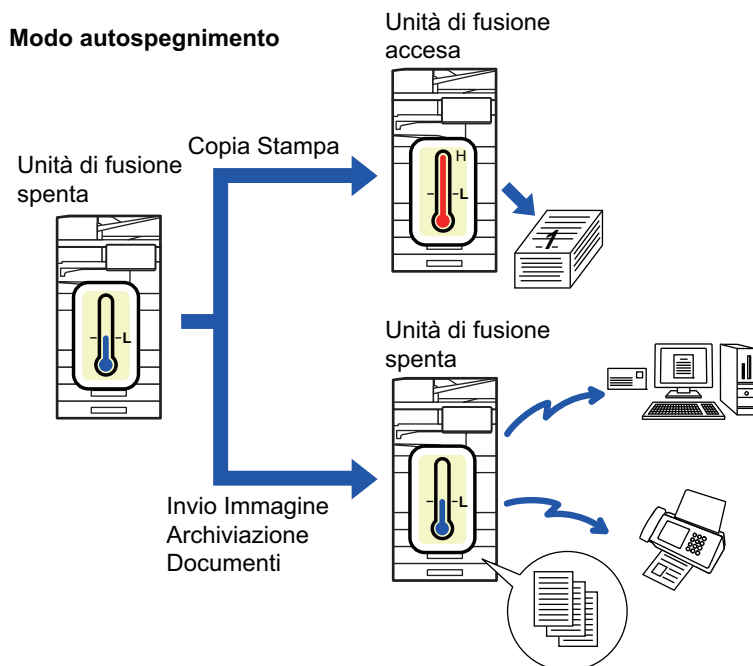 Modo autospegnimento
Unità di fusione
accesa
Copia Stampa
Unità di fusione
spenta
H
L
1
L
Unità di fusione
spenta
L
Invio Immagine
Archiviazione
Documenti